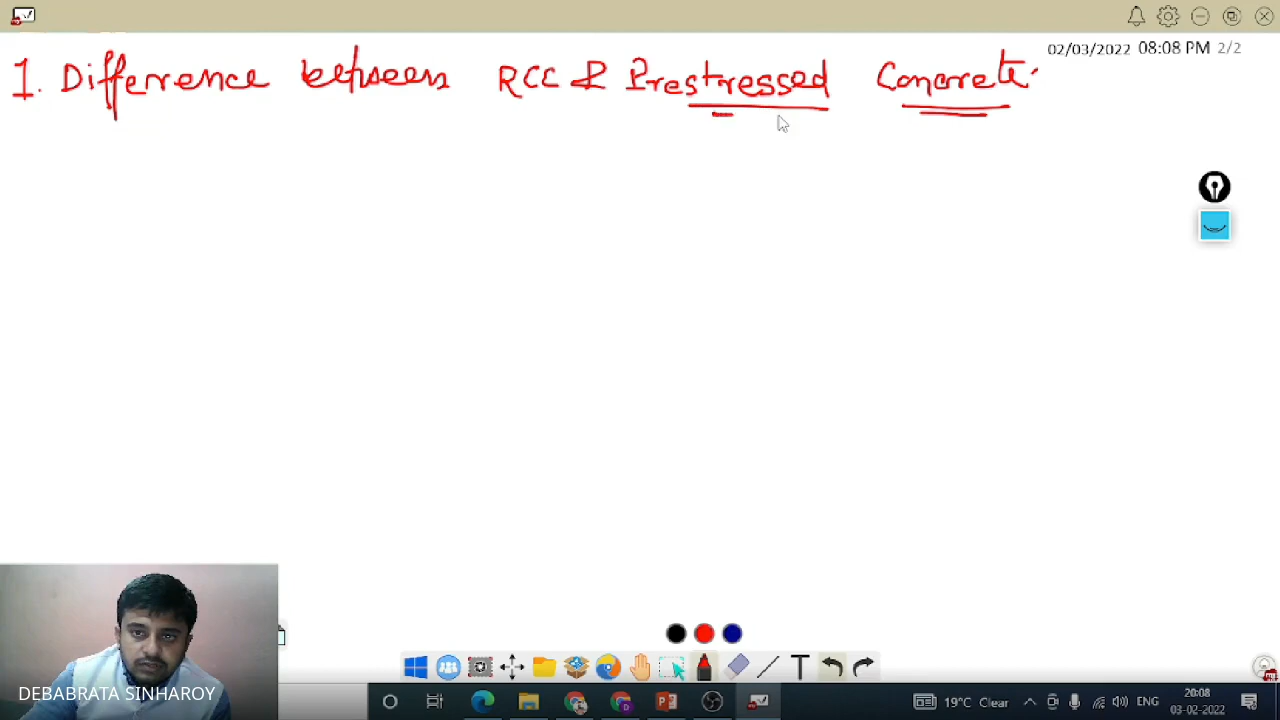 02/03/2022 08:08 PM 2/2
1. Difference between RCC & Prestressed Concrete.
DEBABRATA SINHAROY
T
19°C Clear
ENG
20:08
03-02-2022